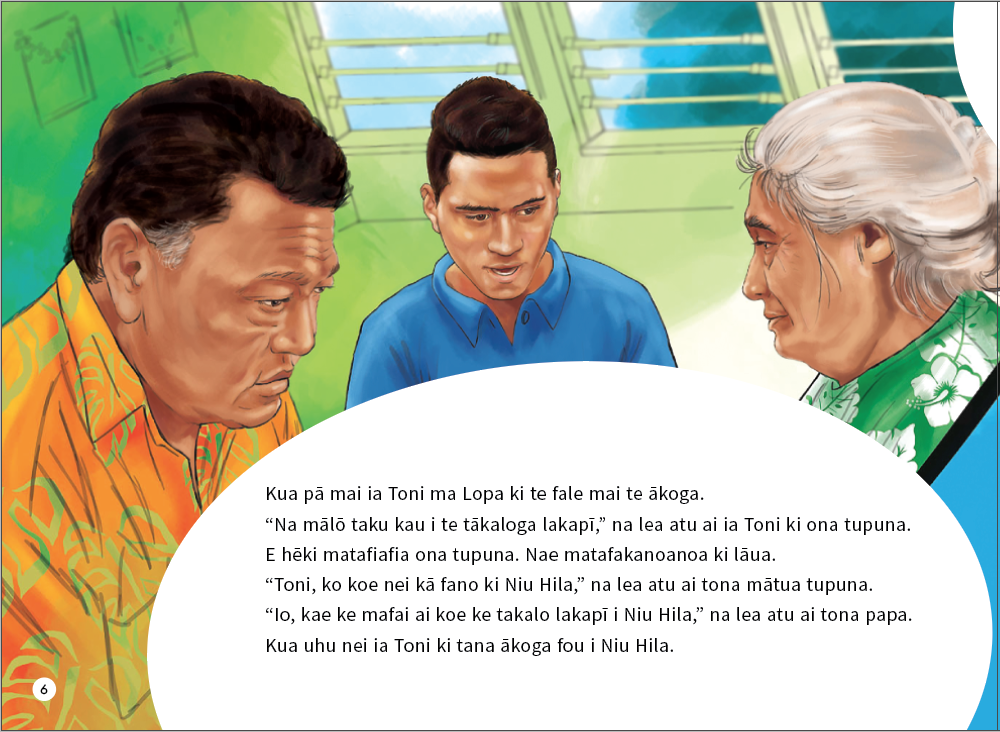 Kua pā mai ia Toni ma Lopa ki te fale mai te ākoga.
“Na mālō taku kau i te tākaloga lakapī,” na lea atu ai ia Toni ki ona tupuna.
E hēki matafiafia ona tupuna. Nae matafakanoanoa ki lāua.
“Toni, ko koe nei kā fano ki Niu Hila,” na lea atu ai tona mātua tupuna.
“Io, kae ke mafai ai koe ke takalo lakapī i Niu Hila,” na lea atu ai tona papa.
Kua uhu nei ia Toni ki tana ākoga fou i Niu Hila.
6